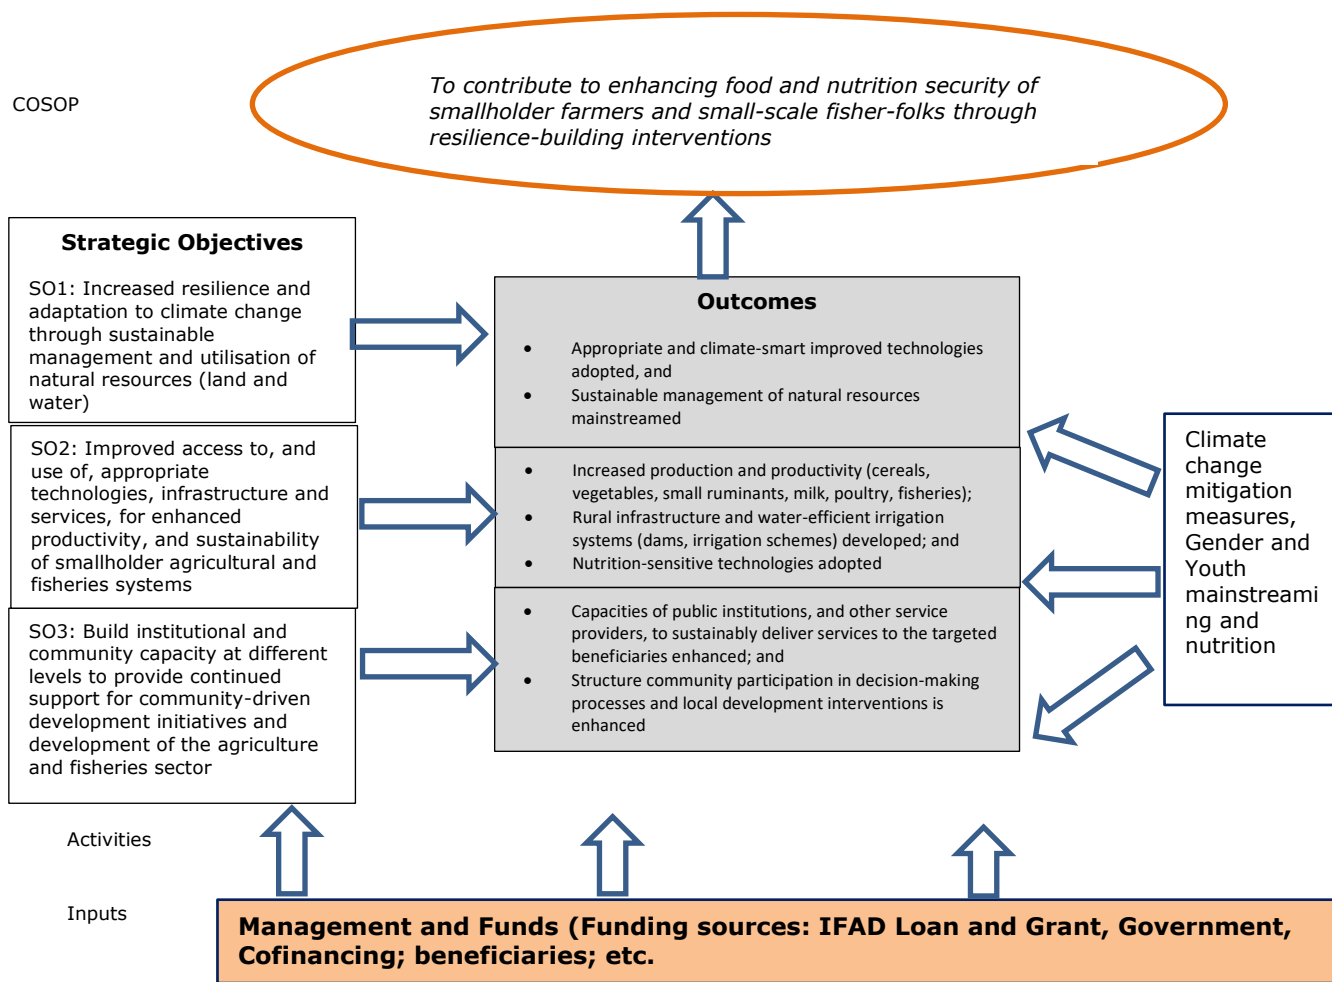 COSOP
To contribute to enhancing food and nutrition security of
smallholder farmers and small-scale fisher-folks through
resilience-building interventions
Strategic Objectives
SO1: Increased resilience and
adaptation to climate change
through sustainable
management and utilisation of
natural resources (land and
water)
SO2: Improved access to, and
use of, appropriate
technologies, infrastructure and
services, for enhanced
productivity, and sustainability
of smallholder agricultural and
fisheries systems
SO3: Build institutional and
community capacity at different
levels to provide continued
support for community-driven
development initiatives and
development of the agriculture
and fisheries sector
Outcomes
• Appropriate and climate-smart improved technologies
adopted, and
• Sustainable management of natural resources
mainstreamed
• Increased production and productivity (cereals,
vegetables, small ruminants, milk, poultry, fisheries);
• Rural infrastructure and water-efficient irrigation
systems (dams, irrigation schemes) developed; and
• Nutrition-sensitive technologies adopted
• Capacities of public institutions, and other service
providers, to sustainably deliver services to the targeted
beneficiaries enhanced; and
• Structure community participation in decision-making
processes and local development interventions is
enhanced
Climate
change
mitigation
measures,
Gender and
Youth
mainstreami
ng and
nutrition
Activities
Inputs
Management and Funds (Funding sources: IFAD Loan and Grant, Government,
Cofinancing; beneficiaries; etc.